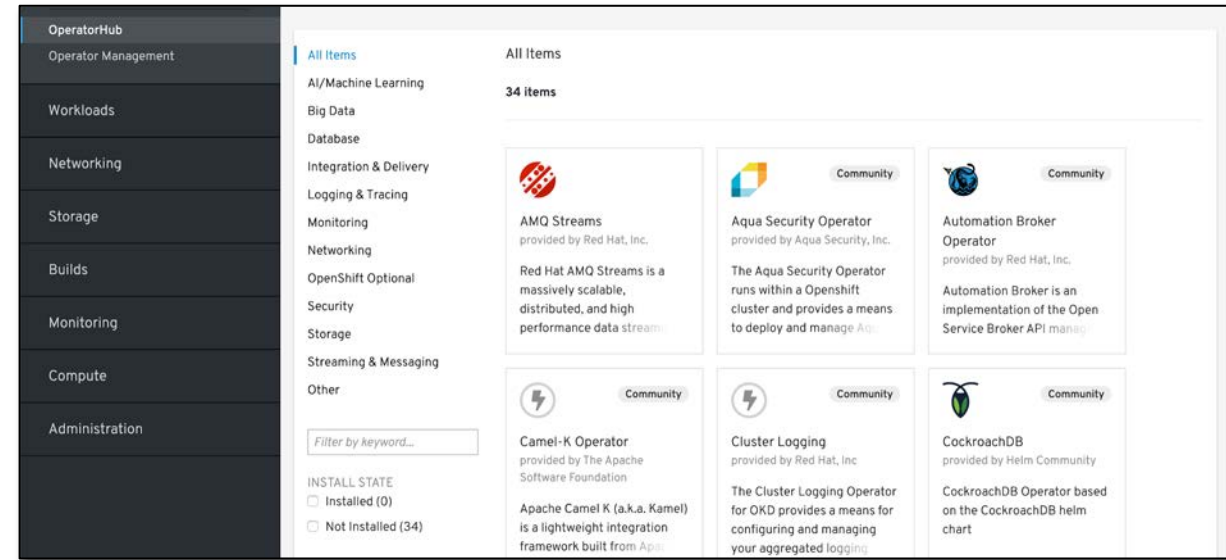 OperatorHub
Operator Management
Workloads
Networking
Storage
Builds
Monitoring
Compute
Administration
All Items
AI/Machine Learning
Big Data
Database
Integration & Delivery
Logging & Tracing
Monitoring
Networking
OpenShift Optional
Security
Storage
Streaming & Messaging
Other
Filter by keyword...
INSTALL STATE
Installed (0)
Not Installed (34)
All Items
34 items
AMQ Streams
provided by Red Hat, Inc.
Red Hat AMQ Streams is a
massively scalable,
distributed, and high
performance data stream
Community
Aqua Security Operator
provided by Aqua Security, Inc.
The Aqua Security Operator
runs within a Openshift
cluster and provides a means
to deploy and manage Aq
Community
Automation Broker
Operator
provided by Red Hat, Inc.
Automation Broker is an
implementation of the Open
Service Broker API manag
Community
Camel-K Operator
provided by The Apache
Software Foundation
Apache Camel K (a.k.a. Kamel)
is a lightweight integration
framework built from Apa
Community
Cluster Logging
provided by Red Hat, Inc
The Cluster Logging Operator
for OKD provides a means for
configuring and managing
your aggregated logging
Community
CockroachDB
provided by Helm Community
CockroachDB Operator based
on the CockroachDB helm
chart